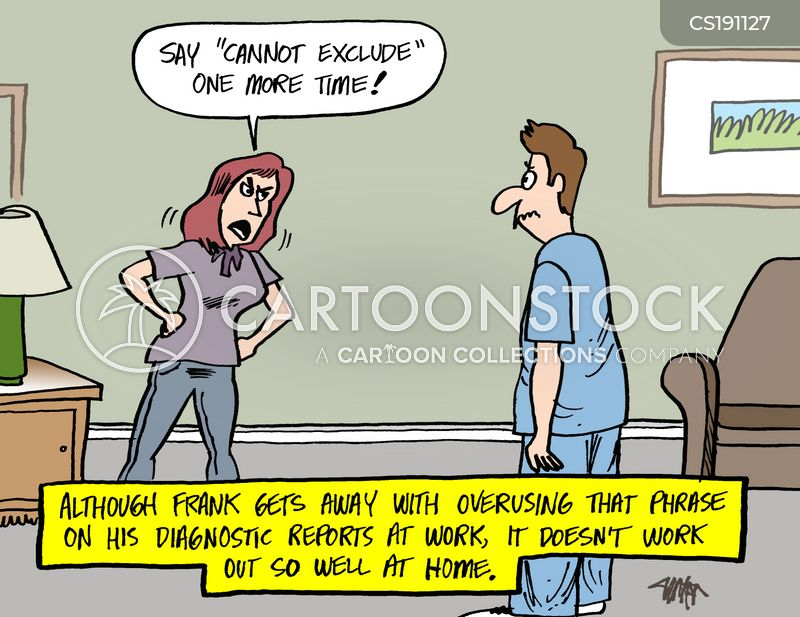 CS191127
SAY "CANNOT EXCLUDE"
ONE MORE TIME!
CARTOONSTOCK
A CARTOON COLLECTIONS COMPANY
ALTHOUGH FRANK GETS AWAY WITH OVERUSING THAT PHRASE
ON HIS DIAGNOSTIC REPORTS AT WORK, IT DOESN'T WORK
OUT SO WELL AT HOME.